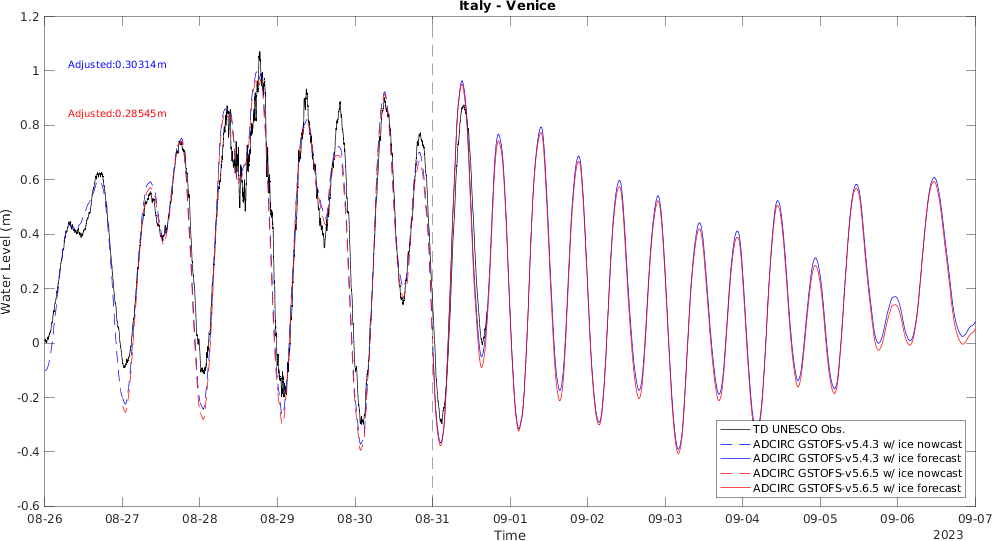 Italy - Venice
Adjusted:0.30314m
Adjusted:0.28545m
Water Level (m)
1.2
1
0.8
0.6
0.4
0.2
0
-0.2
-0.4
-0.6
08-26 08-27 08-28 08-29 08-30 08-31 09-01 09-02 09-03 09-04 09-05 09-06 09-07
Time
2023
TD UNESCO Obs.
ADCIRC GSTOFS-v5.4.3 w/ ice nowcast
ADCIRC GSTOFS-v5.4.3 w/ ice forecast
ADCIRC GSTOFS-v5.6.5 w/ ice nowcast
ADCIRC GSTOFS-v5.6.5 w/ ice forecast